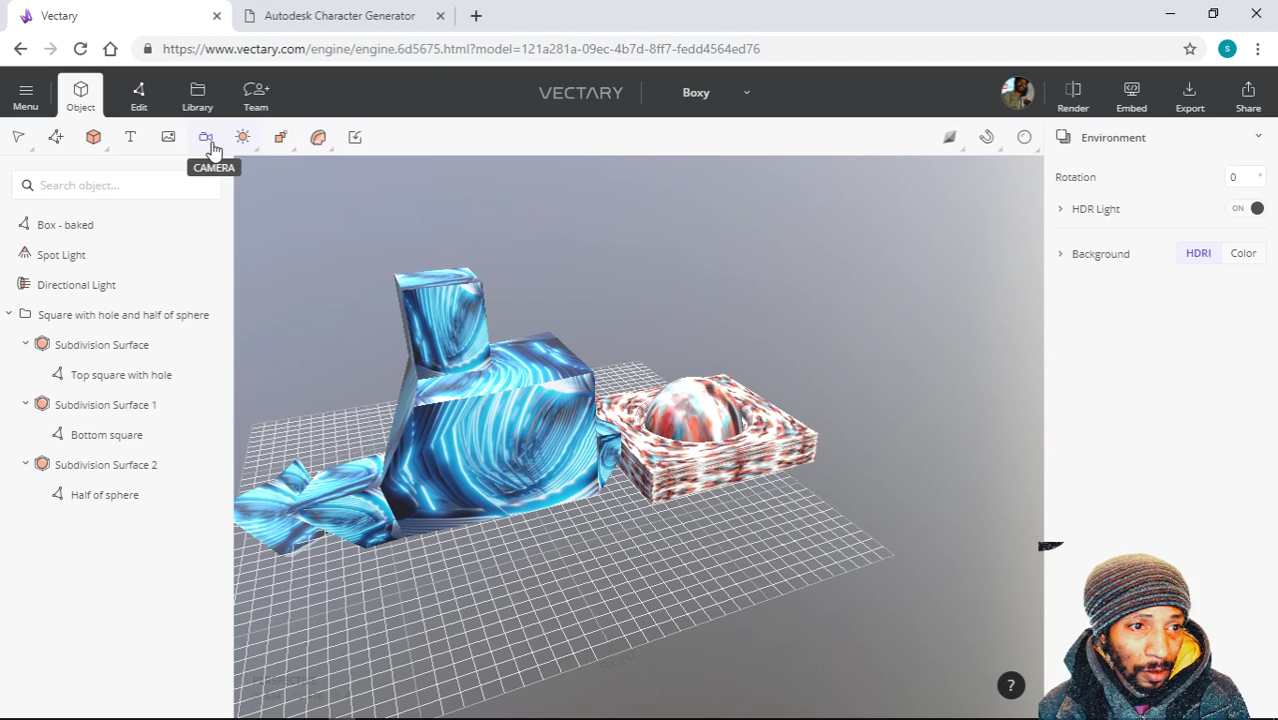 Vectary
Autodesk Character Generator
https://www.vectary.com/engine/engine.6d5675.html?model=121a281a-09ec-4b7d-8ff7-fedd4564ed76
S
Menu
Object
Edit
Library
Team
VECTARY
Boxy
Render
Embed
Export
Share
T
CAMERA
Environment
Search object...
Rotation
0
°
Box - baked
HDR Light
ON
Spot Light
Background
HDRI
Color
Directional Light
Square with hole and half of sphere
Subdivision Surface
Top square with hole
Subdivision Surface 1
Bottom square
Subdivision Surface 2
Half of sphere
?